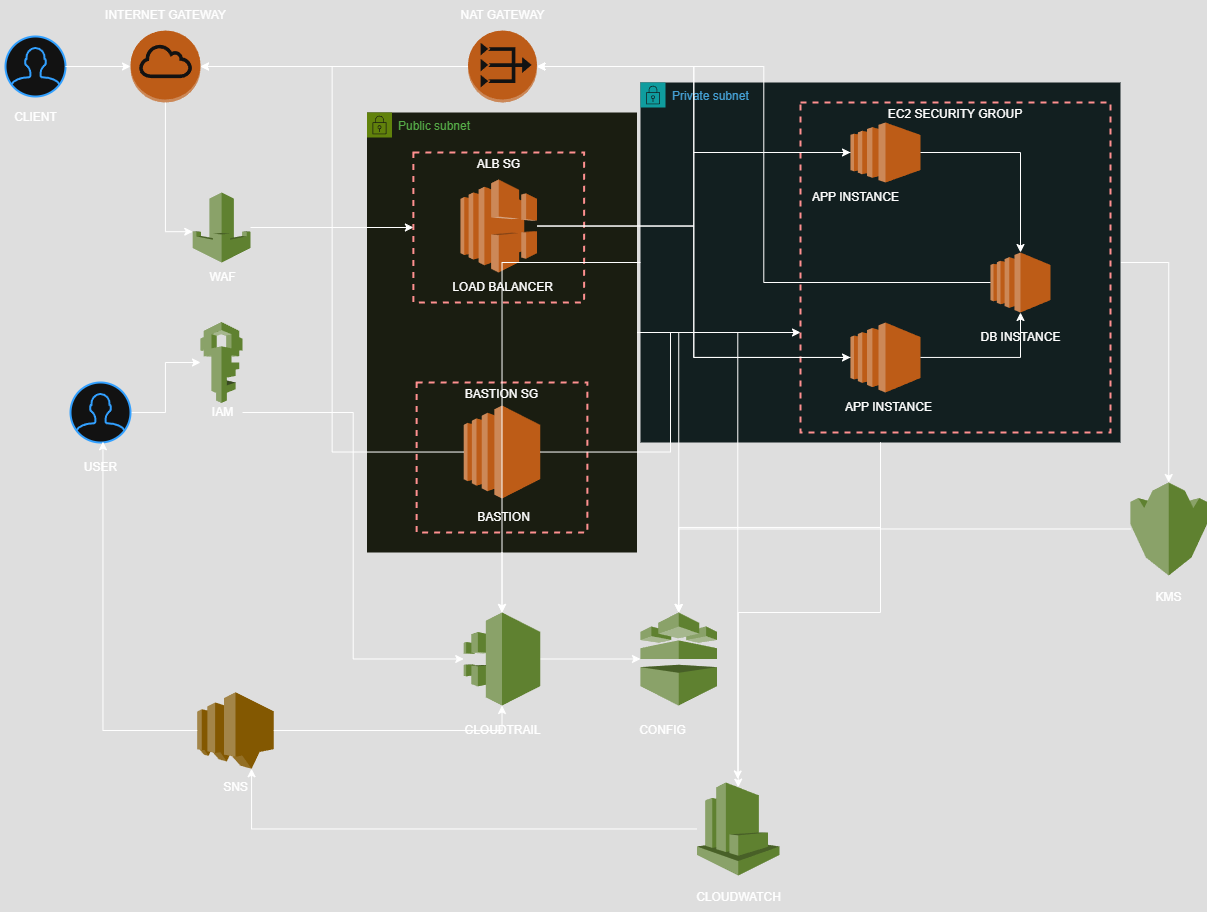 INTERNET GATEWAY
NAT GATEWAY
CLIENT
Public subnet
Private subnet
EC2 SECURITY GROUP
ALB SG
APP INSTANCE
WAF
LOAD BALANCER
DB INSTANCE
BASTION SG
APP INSTANCE
IAM
USER
BASTION
KMS
CLOUDTRAIL
CONFIG
SNS
CLOUDWATCH